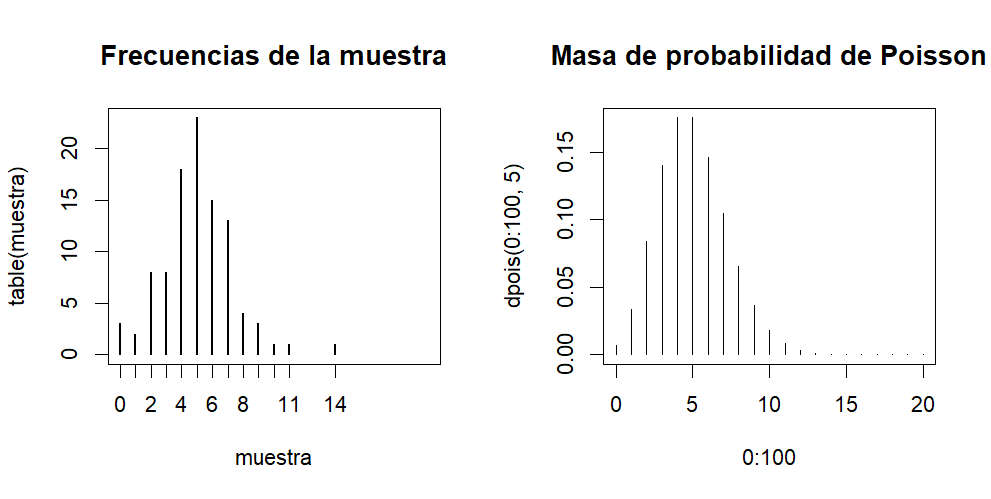 Frecuencias de la muestra
table(muestra)
20
15
10
5
0
0 2 4 6 8 11 14
muestra
Masa de probabilidad de Poisson
dpois(0:100, 5)
0.15
0.10
0.05
0.00
0 5 10 15 20
0:100